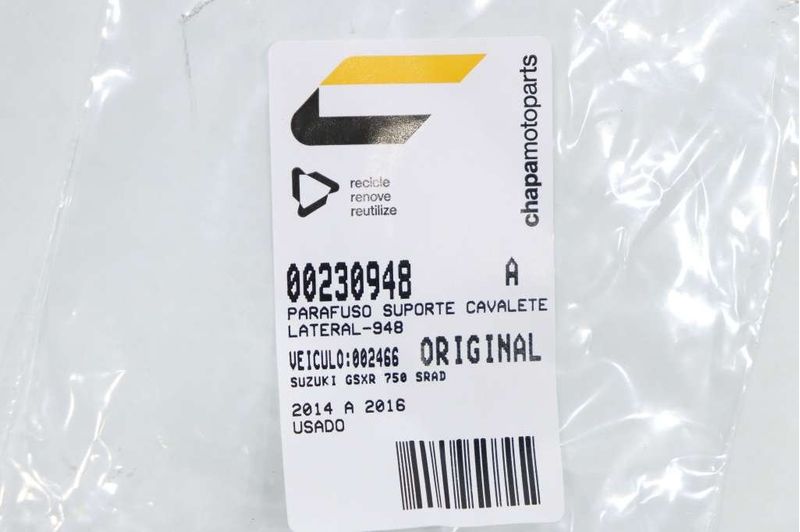 chapamotoparts
recicle
renove
reutilize
00230948 A
PARAFUSO SUPORTE CAVALETE
LATERAL-948
VEICULO:002466 ORIGINAL
SUZUKI GSXR 750 SRAD
2014 A 2016
USADO